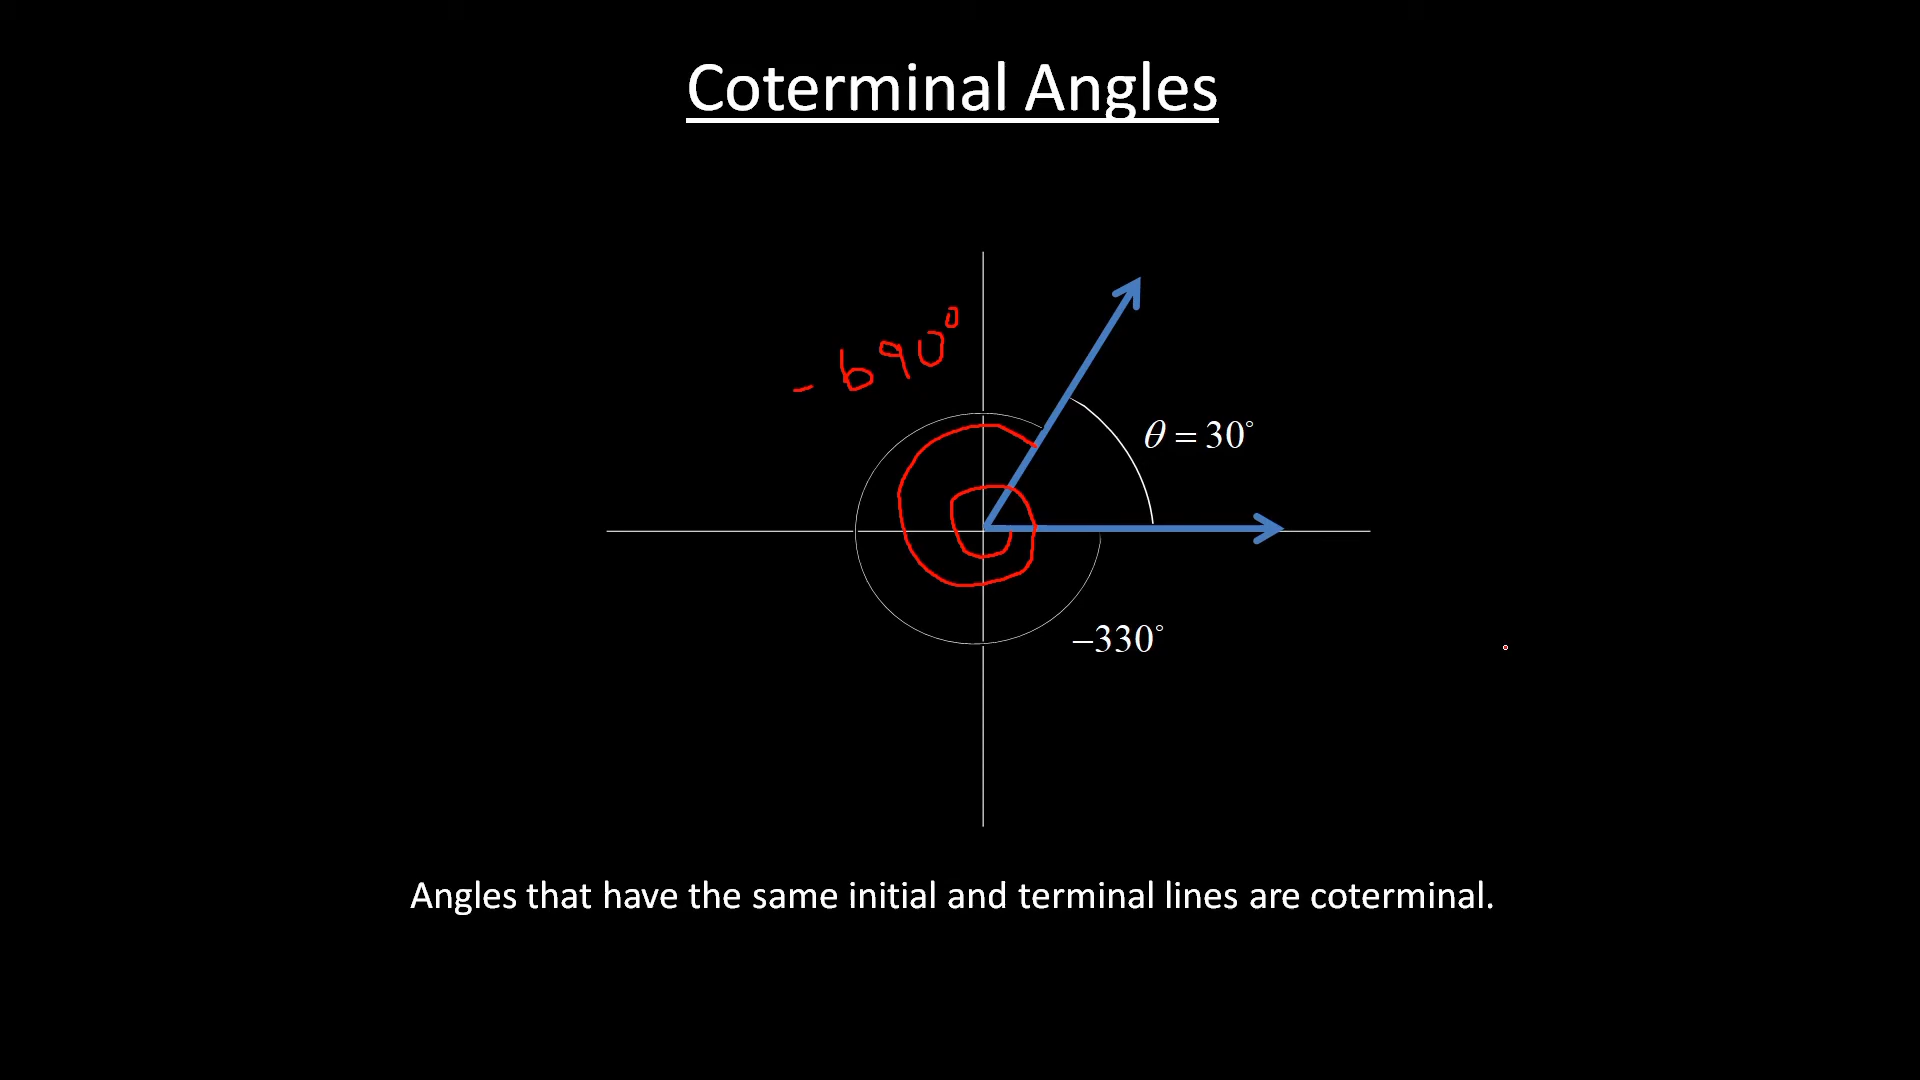 Coterminal Angles
-690°
θ = 30°
−330°
Angles that have the same initial and terminal lines are coterminal.